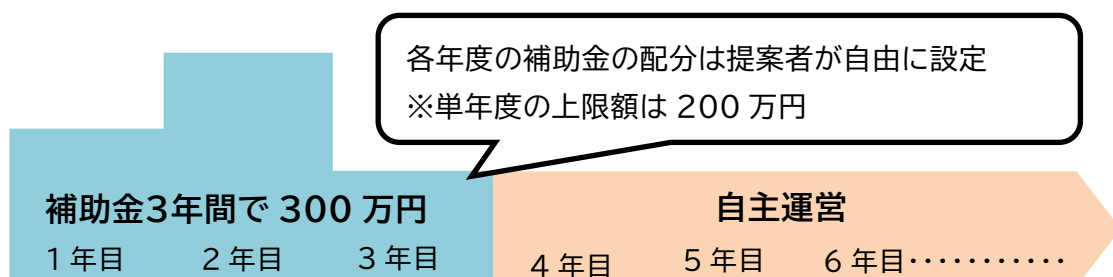 各年度の補助金の配分は提案者が自由に設定
※単年度の上限額は 200 万円
補助金3年間で 300 万円
自主運営
1 年目 2 年目 3 年目 4 年目 5 年目 6 年目･･･････････